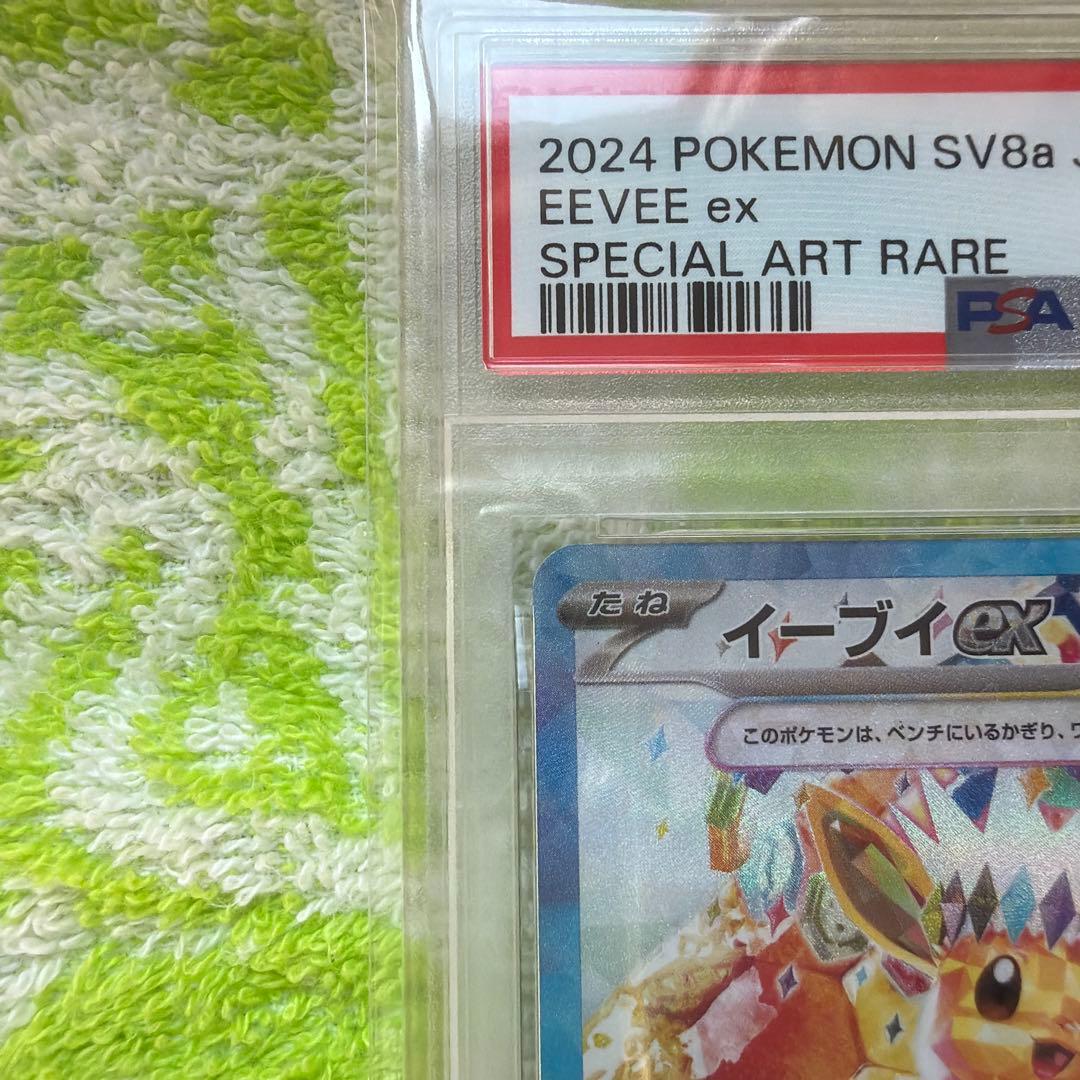 2024 POKEMON SV8a
EEVEE ex
SPECIAL ART RARE
PSA
たね
イーブイex
このポケモンは、ベンチにいるかぎり、ワ